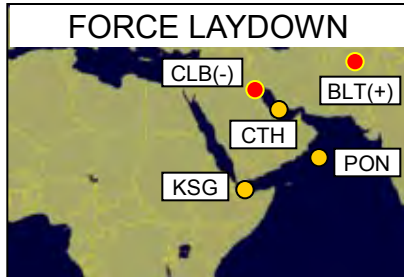 FORCE LAYDOWN
CLB(-)
BLT(+)
CTH
PON
KSG